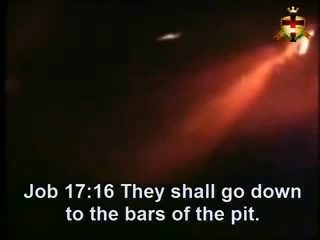 Job 17:16 They shall go down
to the bars of the pit.